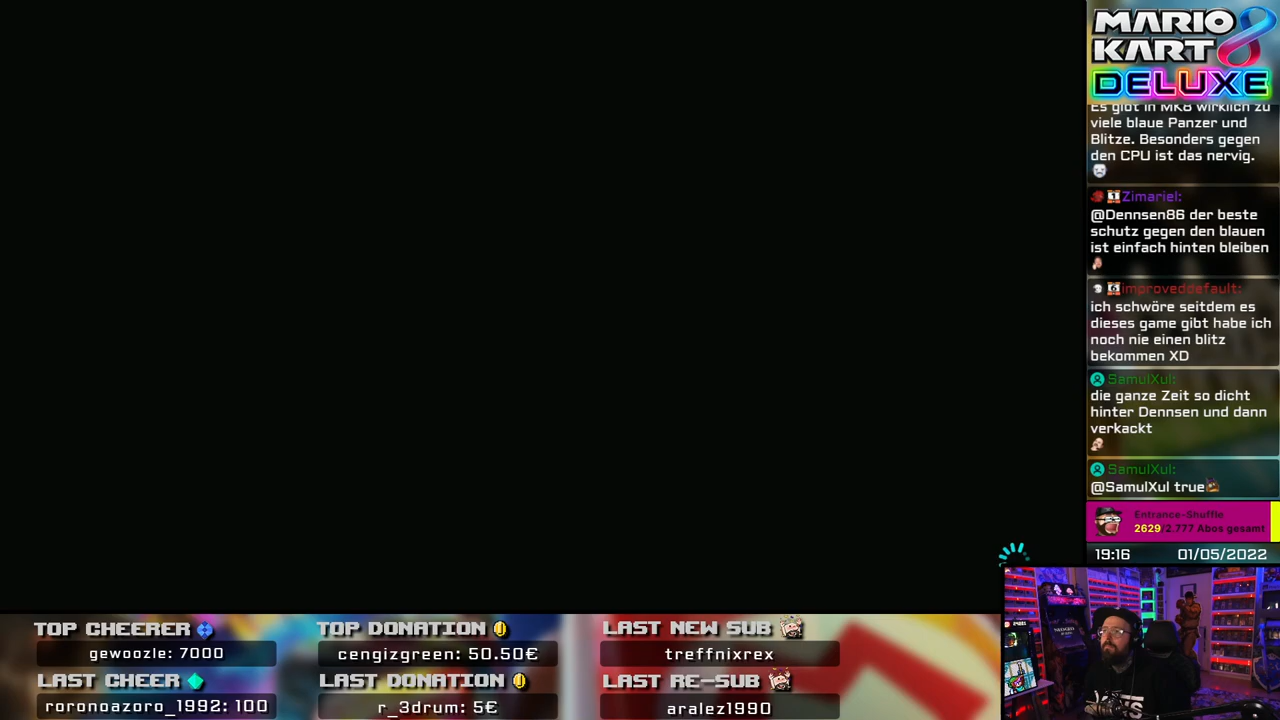 MARIO
KART 8
DELUXE
Es gibt in MK8 wirklich zu
viele blaue Panzer und
Blitze. Besonders gegen
den CPU ist das nervig.
Zimariel:
@Dennsen86 der beste
schutz gegen den blauen
ist einfach hinten bleiben
improveddefault:
ich schwöre seitdem es
dieses game gibt habe ich
noch nie einen blitz
bekommen XD
SamulXul:
die ganze Zeit so dicht
hinter Dennsen und dann
verkackt
SamulXul:
@SamulXul true
Entrance-Shuffle
2629/2.777 Abos gesamt
19:16 01/05/2022
TOP CHEERER
gewoozle: 7000
LAST CHEER
roronoazoro_1992: 100
TOP DONATION
cengizgreen: 50.50€
LAST DONATION
r_3drum: 5€
LAST NEW SUB
treffnixrex
LAST RE-SUB
aralez1990